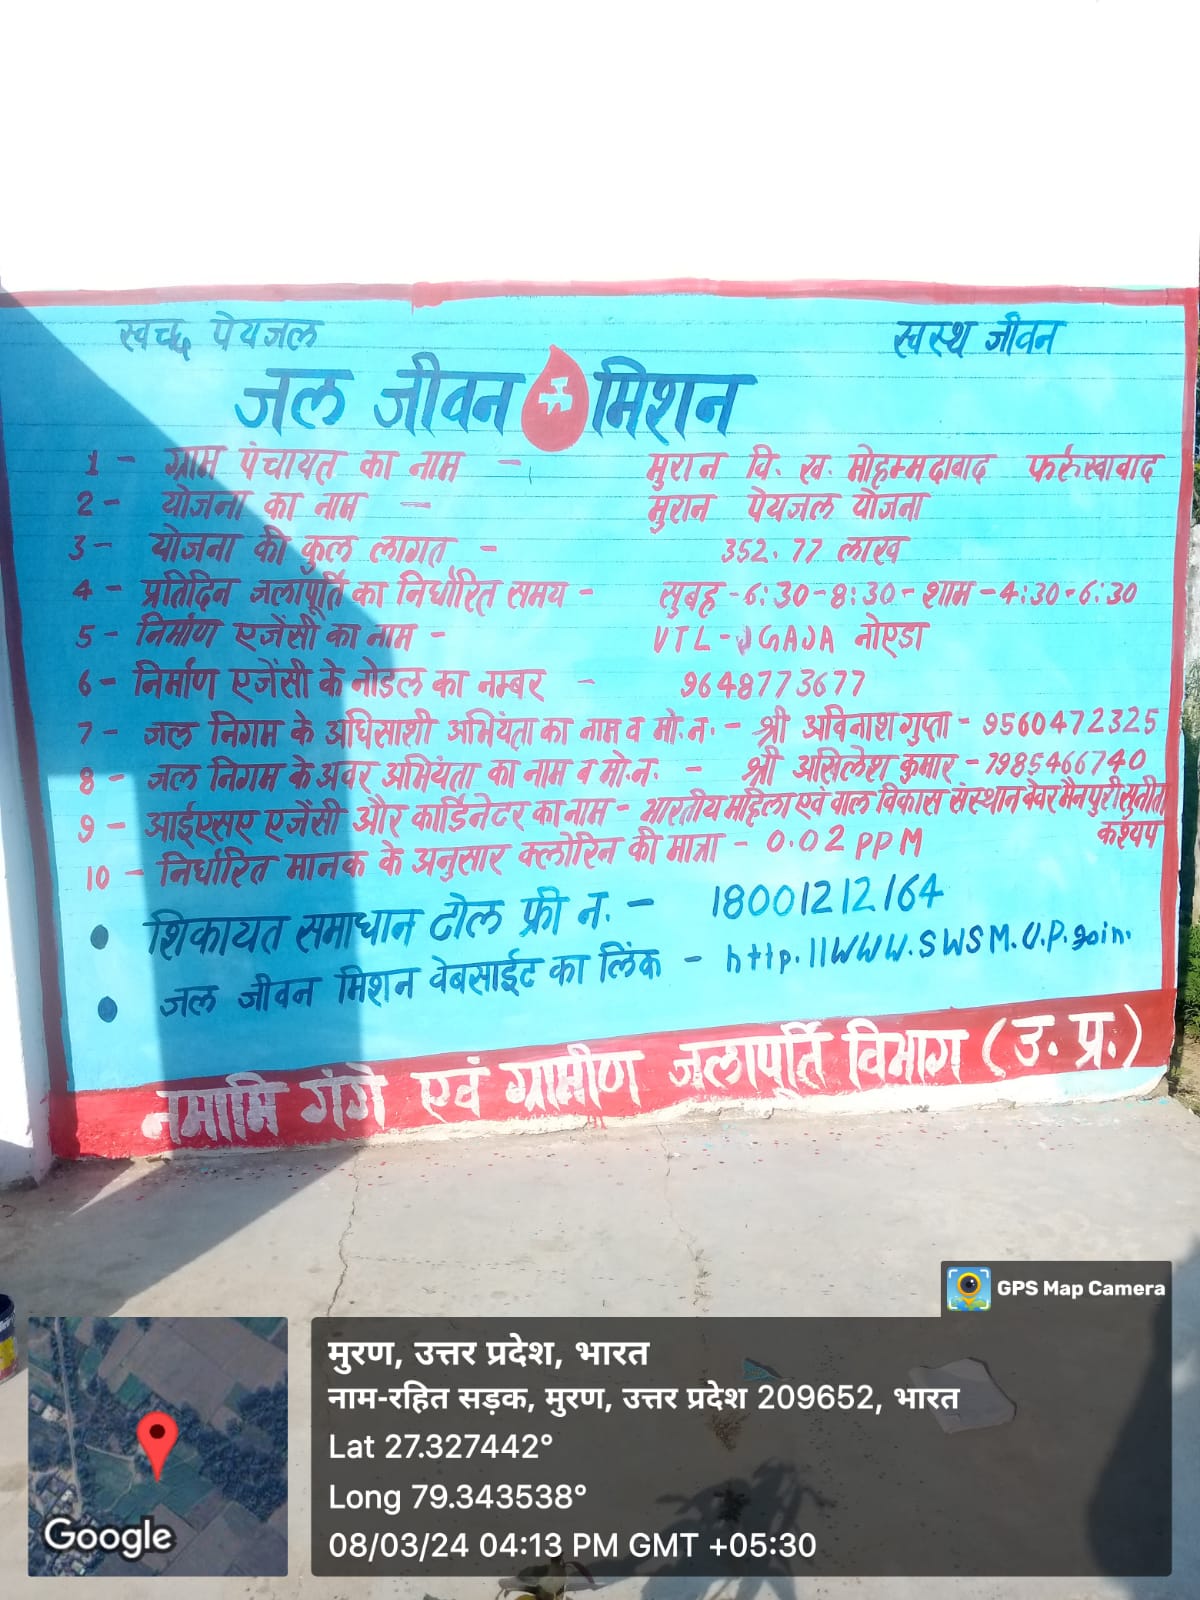 स्वच्छ पेयजल स्वस्थ जीवन
जल जीवन मिशन
1 - ग्राम पंचायत का नाम - मुरान वि. ख. मोहम्मदावाद फर्रुखावाद
2 - योजना का नाम - मुरान पेयजल योजना
3 - योजना की कुल लागत - 352.77 लाख
4 - प्रतिदिन जलापूर्ति का निर्धारित समय - सुबह - 6:30-8:30 - शाम - 4:30-6:30
5 - निर्माण एजेंसी का नाम - VTL- GAJA नोएडा
6 - निर्माण एजेंसी के नोडल का नम्बर - 9648773677
7 - जल निगम के अधिसाशी अभियंता का नाम व मो.न. - श्री अविनाश गुप्ता - 9560472325
8 - जल निगम के अवर अभियंता का नाम व मो.न. - श्री अखिलेश कुमार - 7985466740
9 - आईएसए एजेंसी और कार्डिनेटर का नाम - भारतीय महिला एवं वाल विकास संस्थान वेवर मैनपुरी सुनीता
कश्यप
10 - निर्धारित मानक के अनुसार क्लोरिन की मात्रा - 0.02 PPM
• शिकायत समाधान टोल फ्री न. - 18001212164
• जल जीवन मिशन वेबसाईट का लिंक - http.//WWW.SWSM.U.P.goin.
नमामि गंगे एवं ग्रामीण जलापूर्ति विभाग (उ. प्र.)
GPS Map Camera
मुरण, उत्तर प्रदेश, भारत
नाम-रहित सड़क, मुरण, उत्तर प्रदेश 209652, भारत
Lat 27.327442°
Long 79.343538°
08/03/24 04:13 PM GMT +05:30
Google